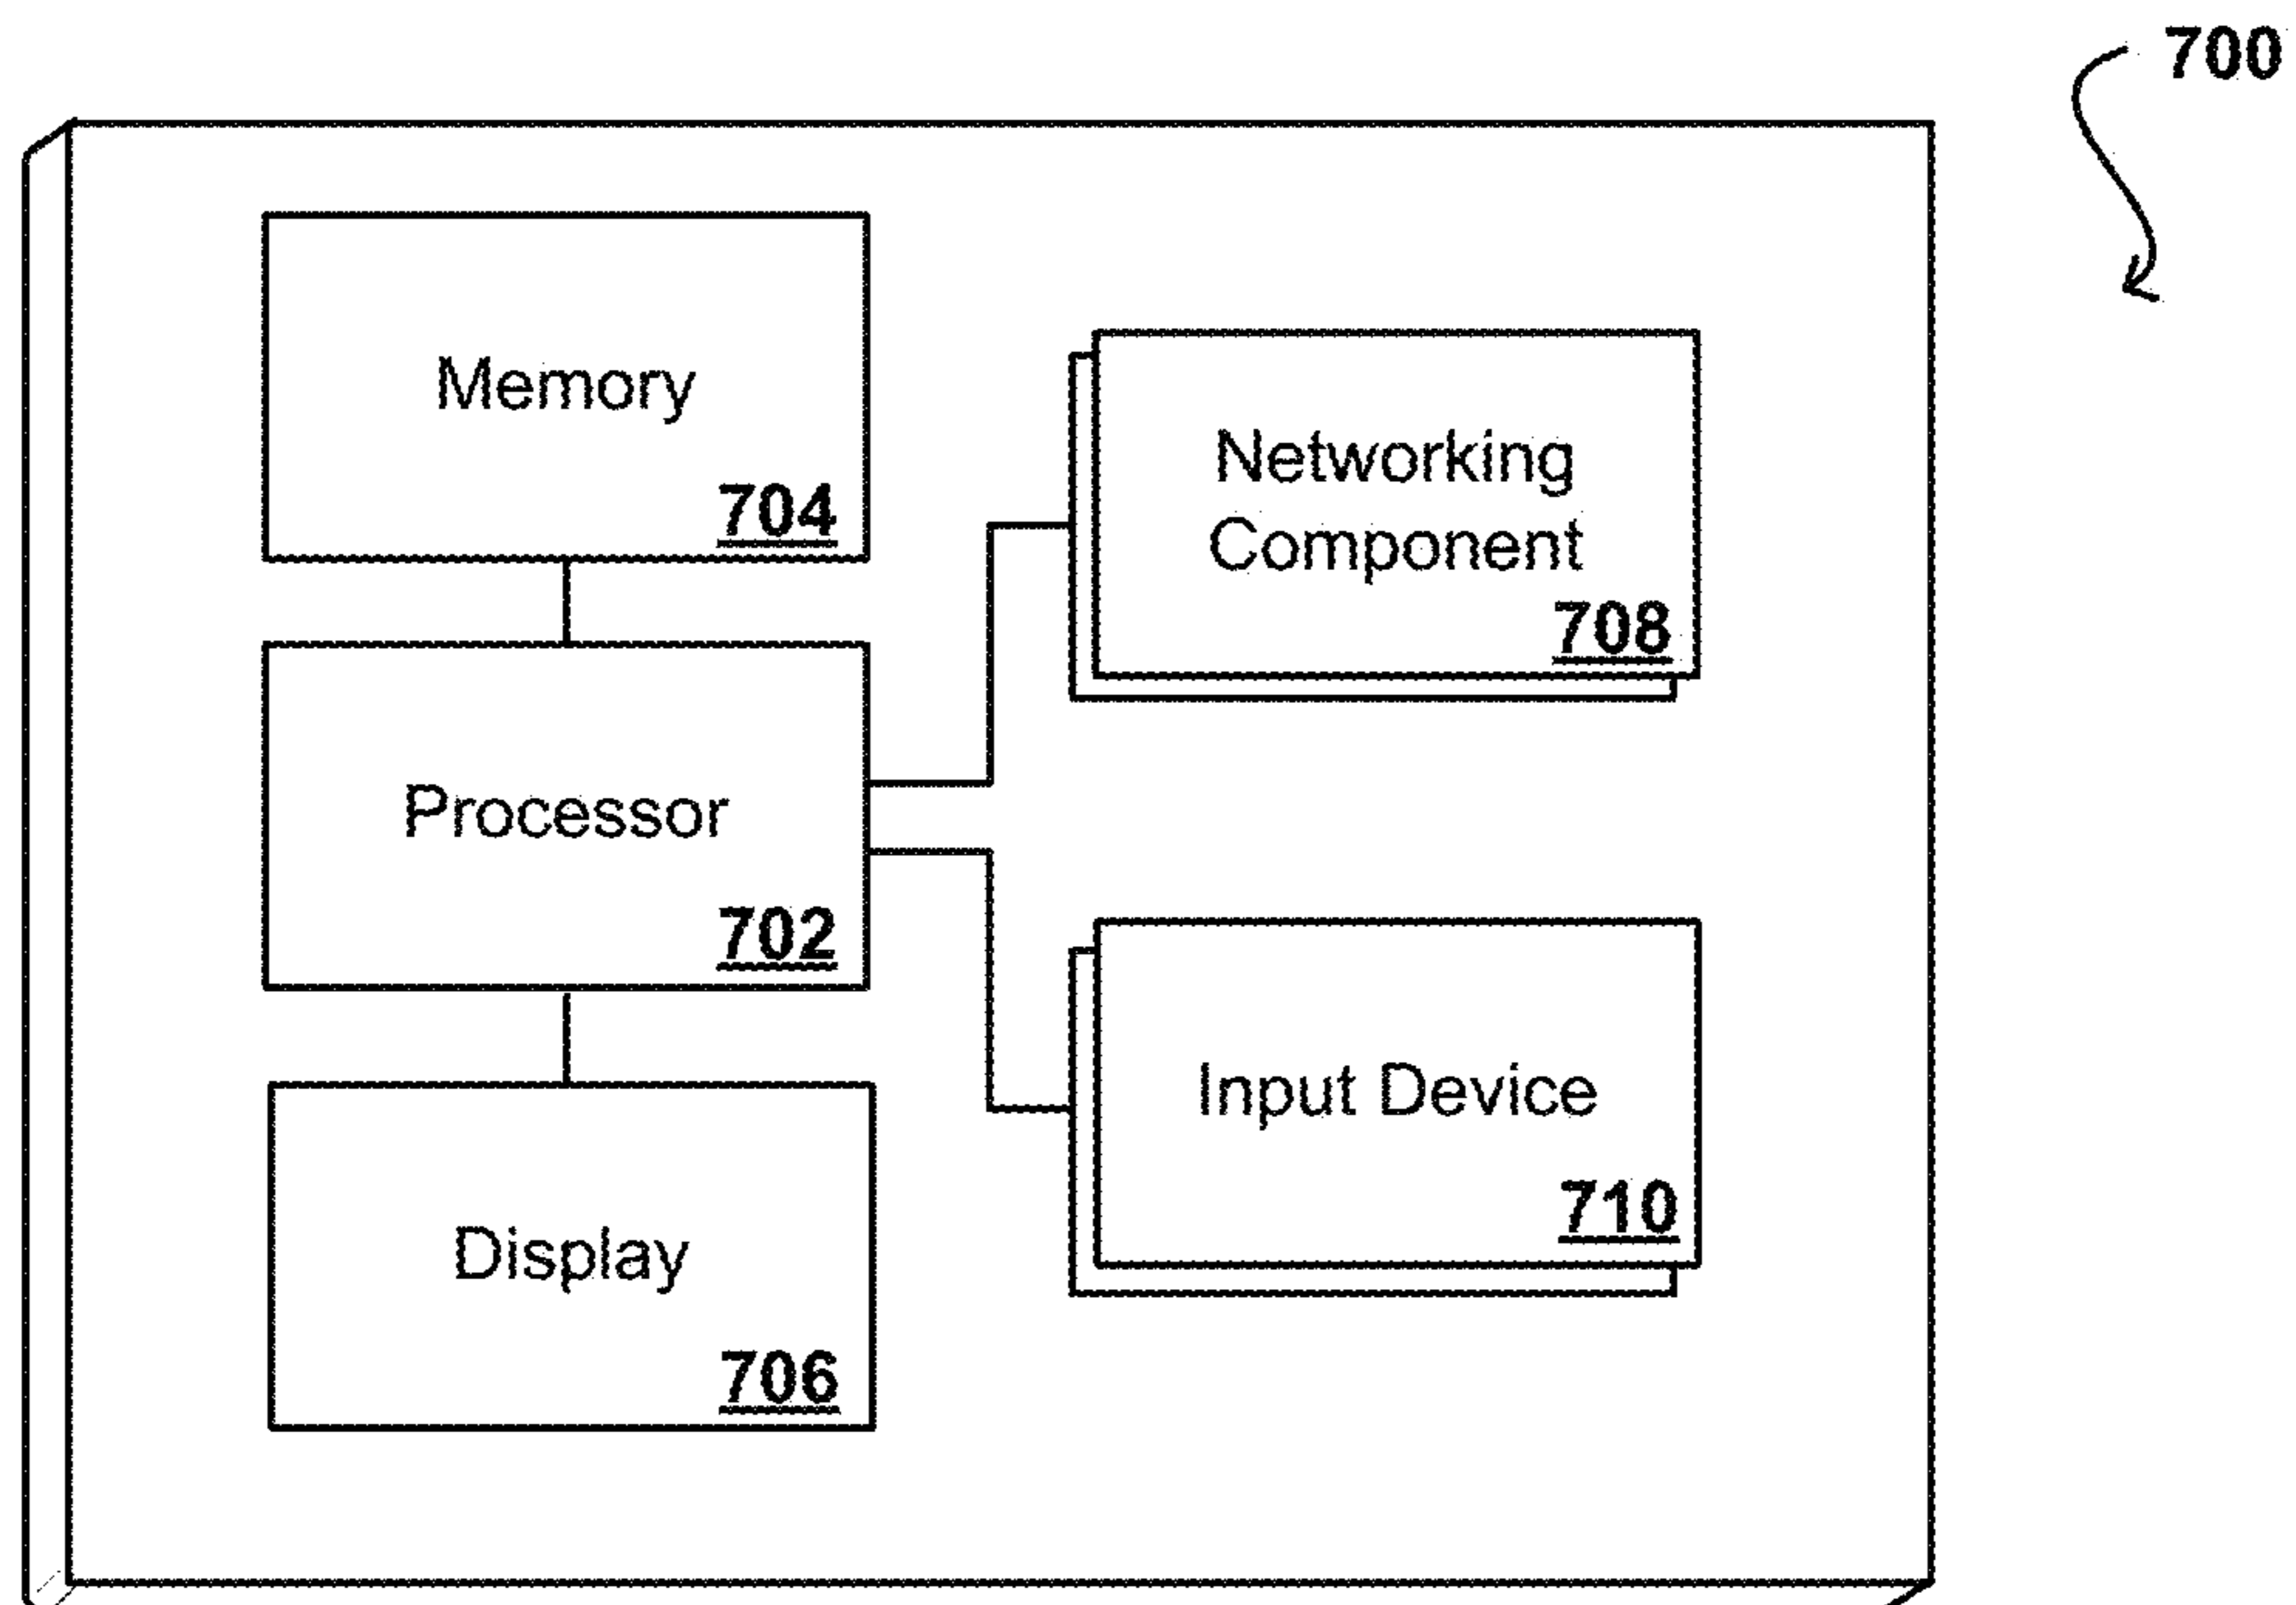 700
Memory
704
Networking
Component
708
Processor
702
Input Device
710
Display
706